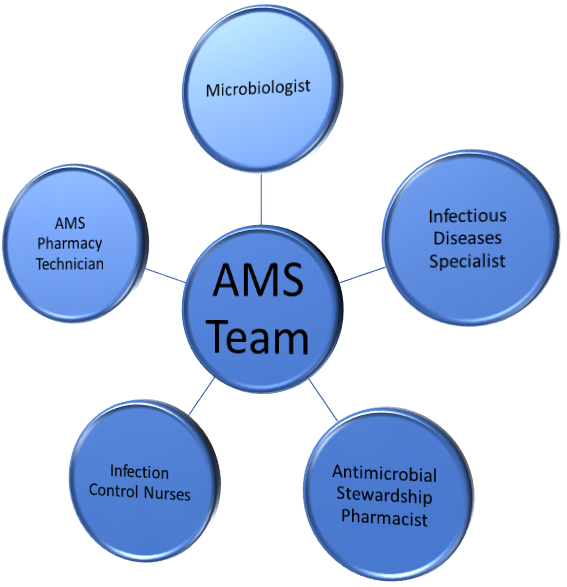 Microbiologist
Infectious
Diseases
Specialist
AMS
Pharmacy
Technician
AMS
Team
Infection
Control Nurses
Antimicrobial
Stewardship
Pharmacist